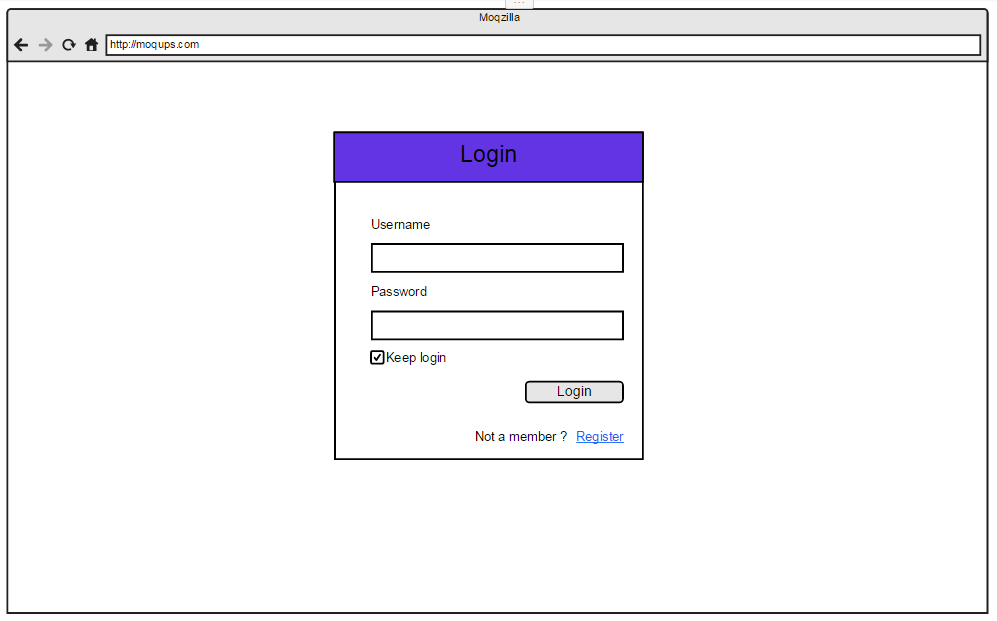 Moqzilla
http://moqups.com
Login
Username
Password
Keep login
Login
Not a member ? Register